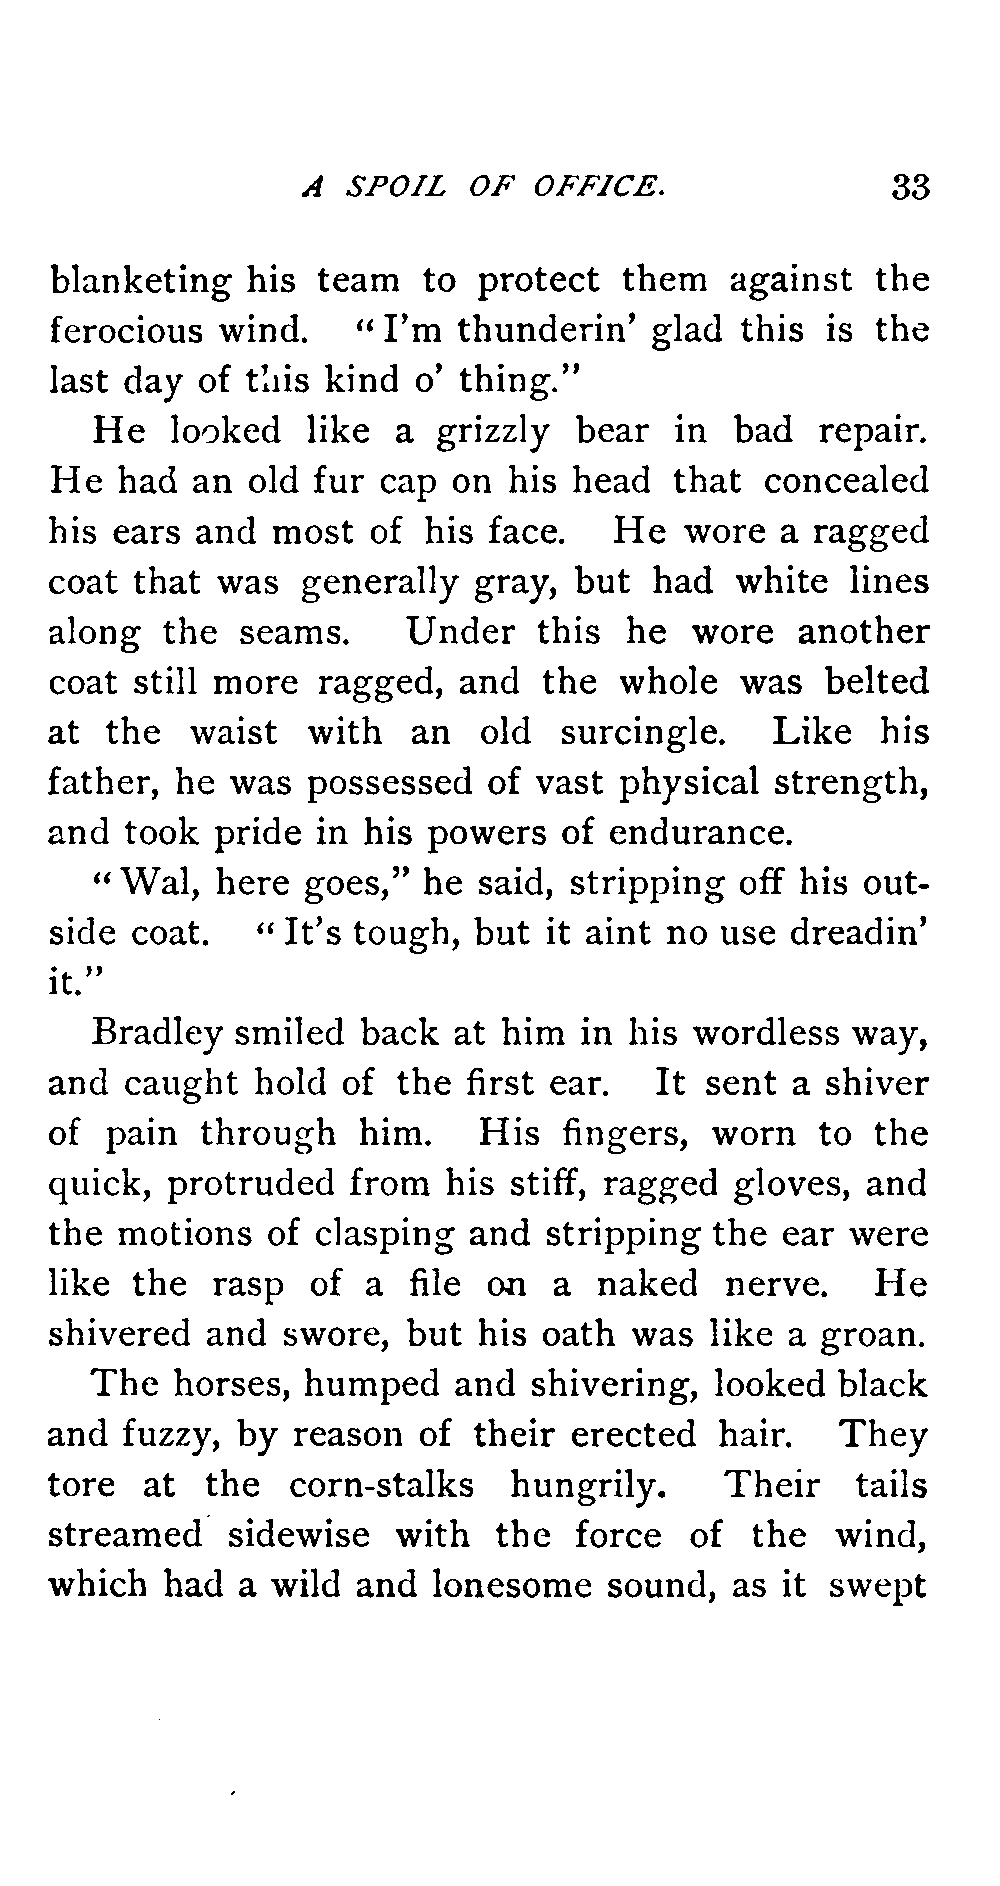 A SPOIL OF OFFICE. 33
blanketing his team to protect them against the
ferocious wind. "I'm thunderin' glad this is the
last day of this kind o' thing."
He looked like a grizzly bear in bad repair.
He had an old fur cap on his head that concealed
his ears and most of his face. He wore a ragged
coat that was generally gray, but had white lines
along the seams. Under this he wore another
coat still more ragged, and the whole was belted
at the waist with an old surcingle. Like his
father, he was possessed of vast physical strength,
and took pride in his powers of endurance.
"Wal, here goes," he said, stripping off his out-
side coat. "It's tough, but it aint no use dreadin'
it."
Bradley smiled back at him in his wordless way,
and caught hold of the first ear. It sent a shiver
of pain through him. His fingers, worn to the
quick, protruded from his stiff, ragged gloves, and
the motions of clasping and stripping the ear were
like the rasp of a file on a naked nerve. He
shivered and swore, but his oath was like a groan.
The horses, humped and shivering, looked black
and fuzzy, by reason of their erected hair. They
tore at the corn-stalks hungrily. Their tails
streamed sidewise with the force of the wind,
which had a wild and lonesome sound, as it swept